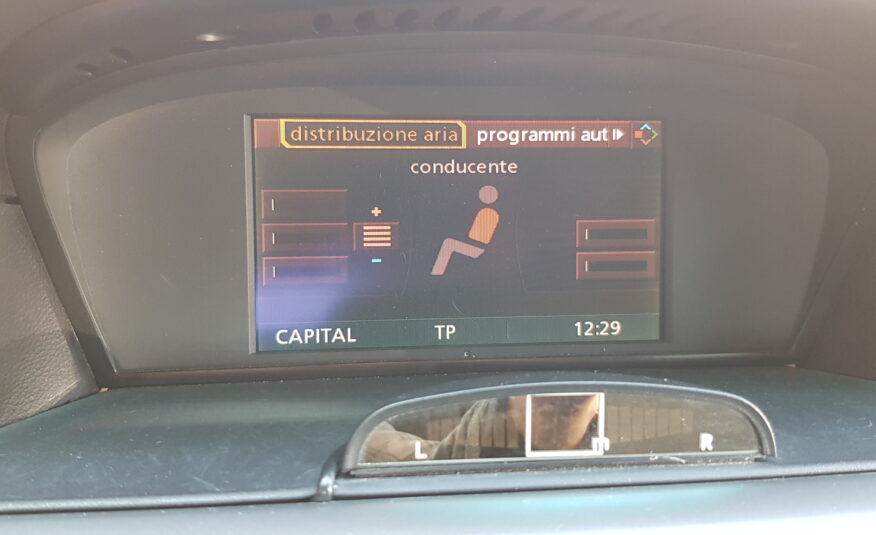 distribuzione aria programmi aut
conducente
+
-
CAPITAL TP 12:29
L m R